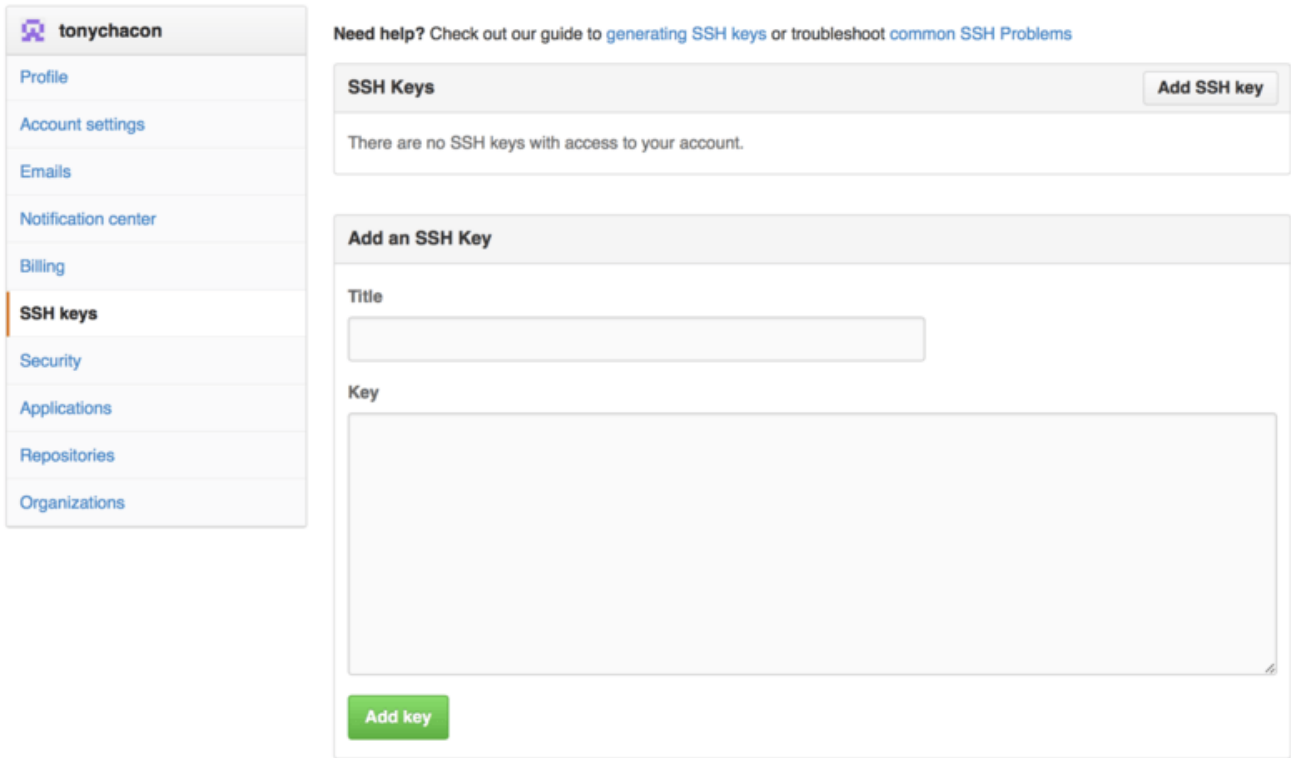 tonychacon
Profile
Account settings
Emails
Notification center
Billing
SSH keys
Security
Applications
Repositories
Organizations
Need help? Check out our guide to generating SSH keys or troubleshoot common SSH Problems
SSH Keys
Add SSH key
There are no SSH keys with access to your account.
Add an SSH Key
Title
Key
Add key